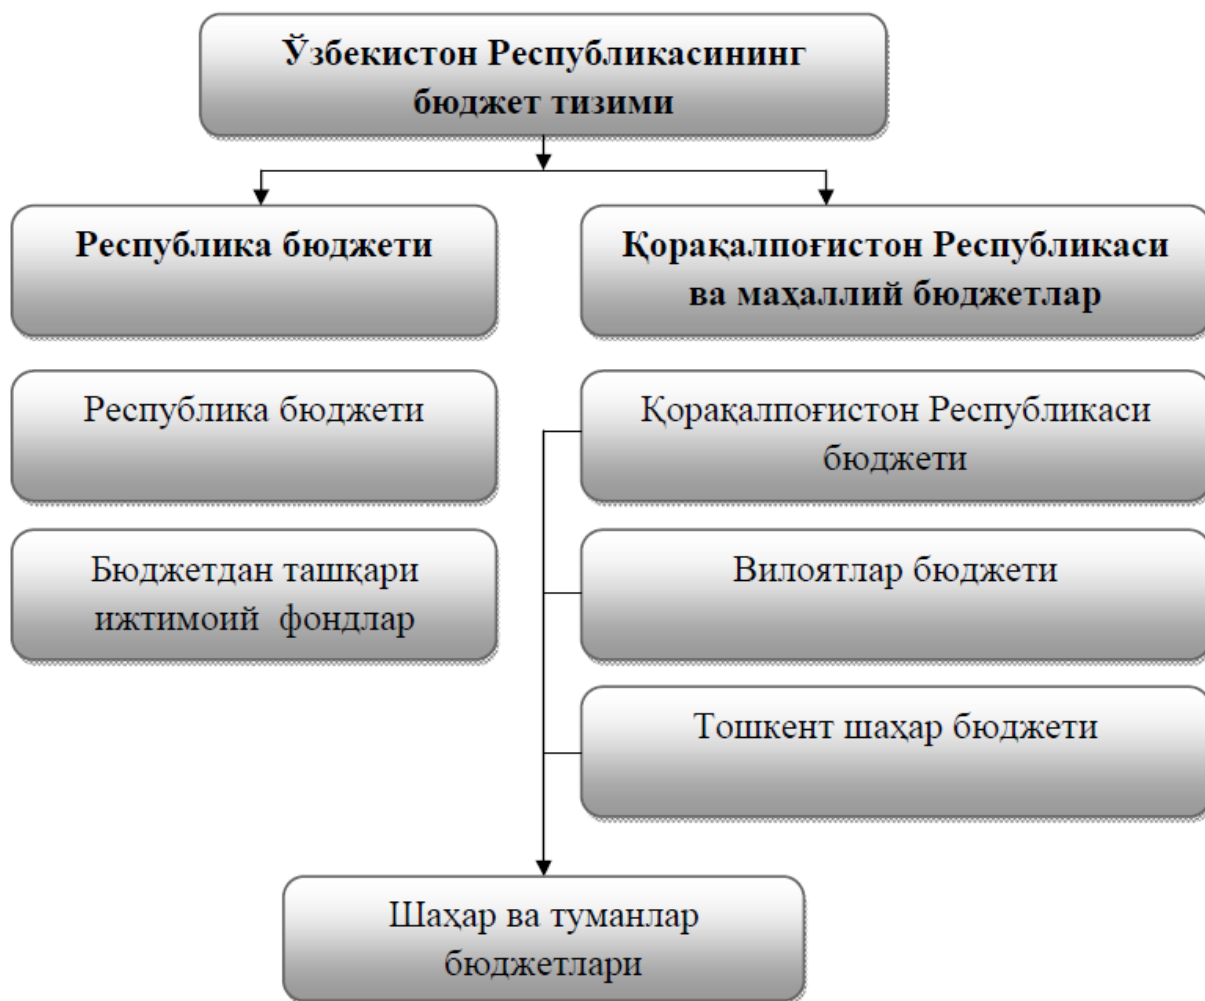 Ўзбекистон Республикасининг
бюджет тизими
Республика бюджети
Қорақалпоғистон Республикаси
ва маҳаллий бюджетлар
Республика бюджети
Қорақалпоғистон Республикаси
бюджети
Бюджетдан ташқари
ижтимоий фондлар
Вилоятлар бюджети
Тошкент шаҳар бюджети
Шаҳар ва туманлар
бюджетлари